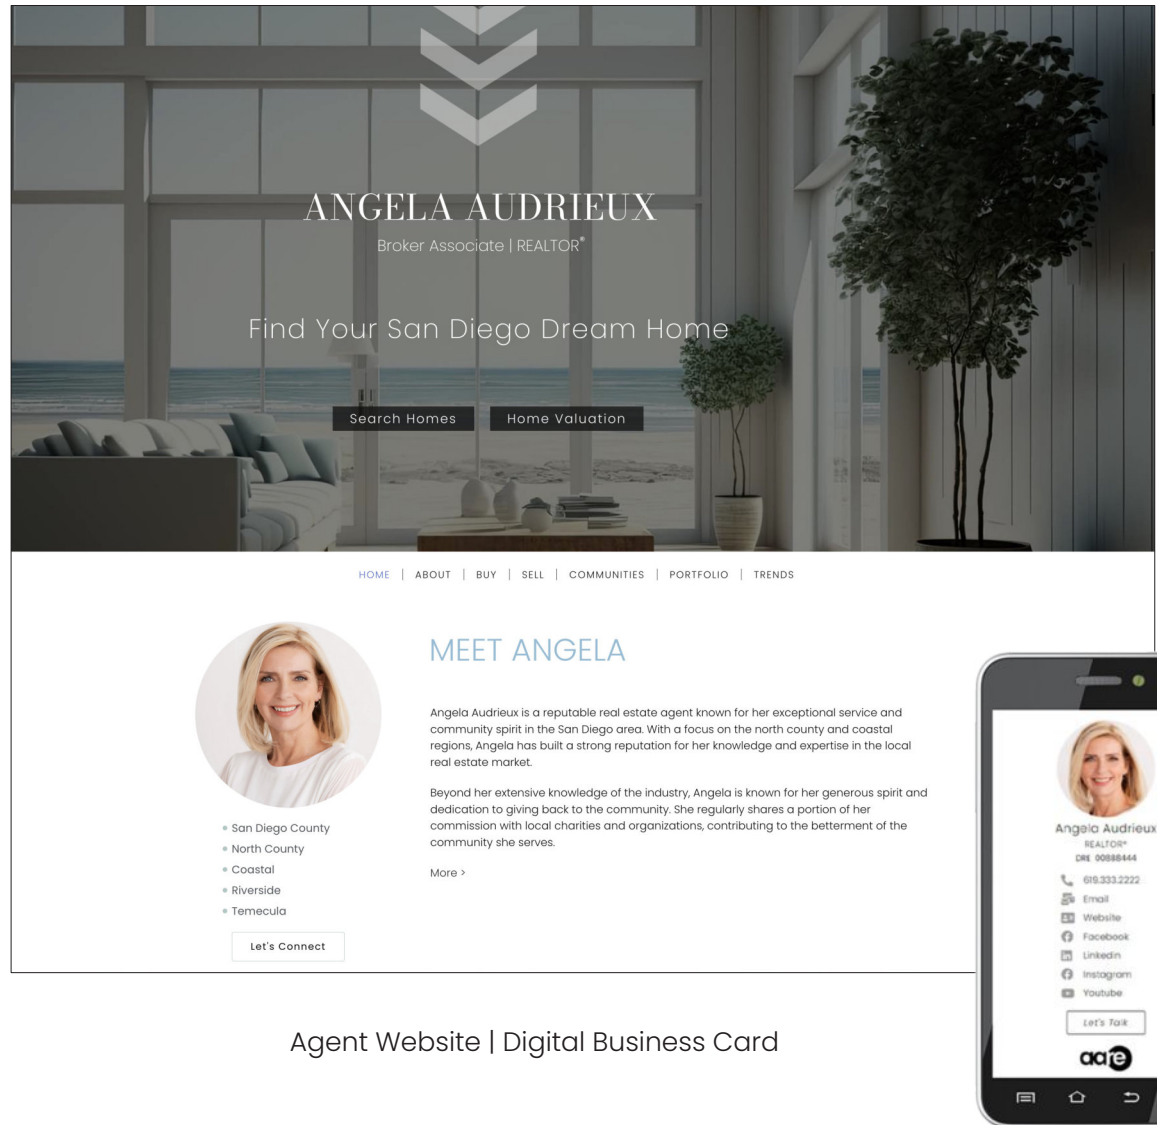 ANGELA AUDRIEUX
Broker Associate | REALTOR®
Find Your San Diego Dream Home
Search Homes
Home Valuation
HOME | ABOUT | BUY | SELL | COMMUNITIES | PORTFOLIO | TRENDS
MEET ANGELA
Angela Audrieux is a reputable real estate agent known for her exceptional service and
community spirit in the San Diego area. With a focus on the north county and coastal
regions, Angela has built a strong reputation for her knowledge and expertise in the local
real estate market.
Beyond her extensive knowledge of the industry, Angela is known for her generous spirit and
dedication to giving back to the community. She regularly shares a portion of her
commission with local charities and organizations, contributing to the betterment of the
community she serves.
More >
San Diego County
North County
Coastal
Riverside
Temecula
Let's Connect
Angela Audrieux
REALTOR®
DRE 00888444
619.333.2222
Email
Website
Facebook
Linkedin
Instagram
Youtube
Let's Talk
aare
Agent Website | Digital Business Card